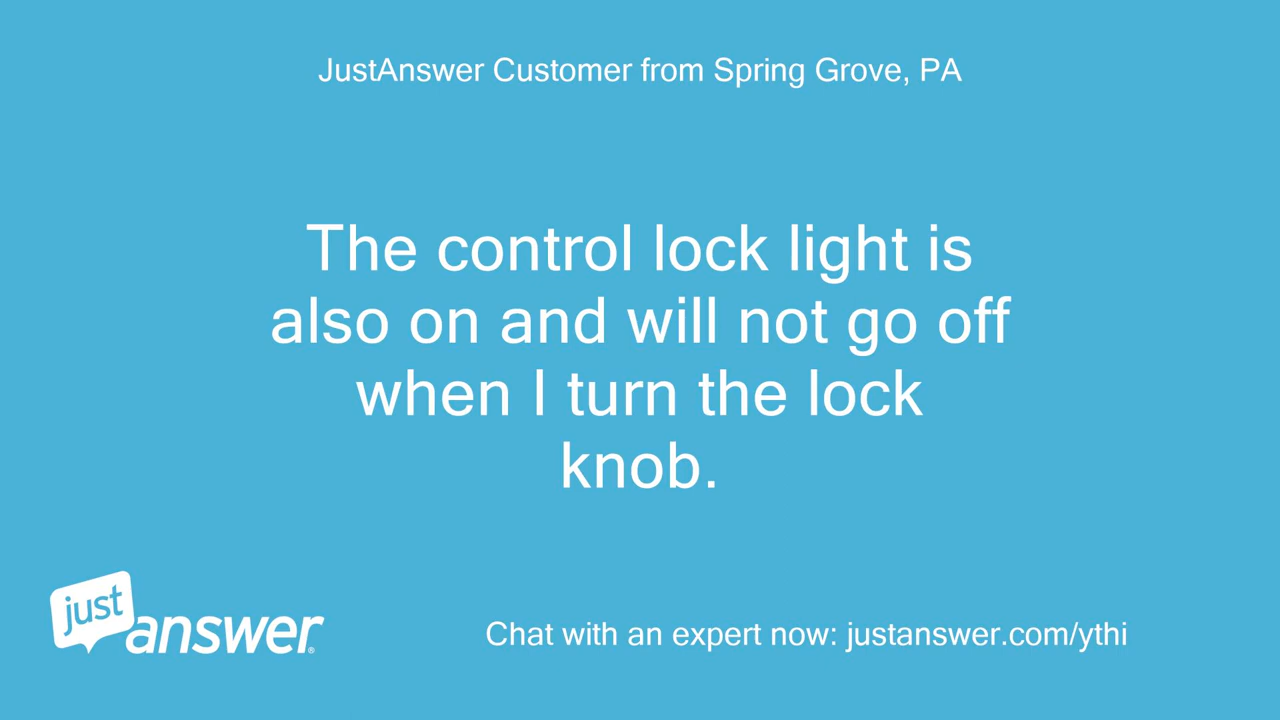 JustAnswer Customer from Spring Grove, PA
The control lock light is
also on and will not go off
when I turn the lock
knob.
just
answer®
Chat with an expert now: justanswer.com/ythi